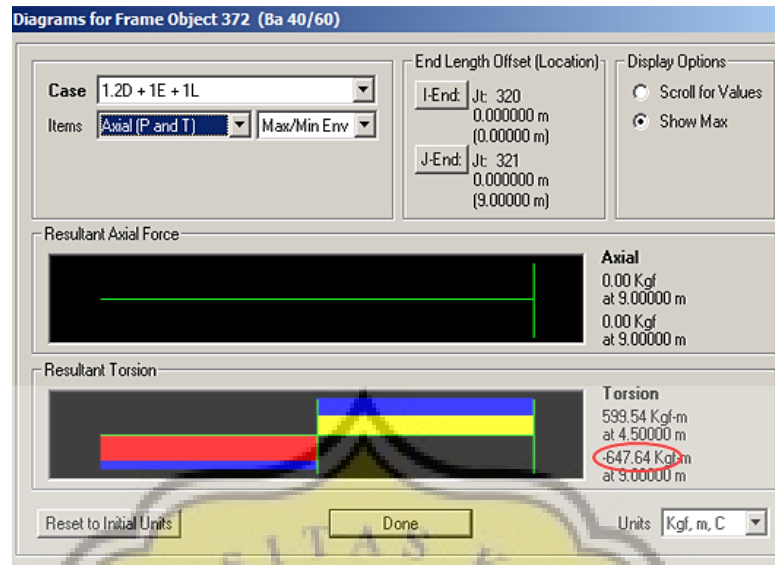 Diagrams for Frame Object 372 (Ba 40/60)
Case 1.2D + 1E + 1L
Items Axial (P and T) Max/Min Env
End Length Offset (Location)
I-End: Jt: 320
0.000000 m
(0.00000 m)
J-End: Jt: 321
0.000000 m
(9.00000 m)
Display Options
Scroll for Values
Show Max
Resultant Axial Force
Axial
0.00 Kgf
at 9.00000 m
0.00 Kgf
at 9.00000 m
Resultant Torsion
Torsion
599.54 Kgf-m
at 4.50000 m
-647.64 Kgf-m
at 9.00000 m
Reset to Initial Units
Done
Units Kgf, m, C
I T A S